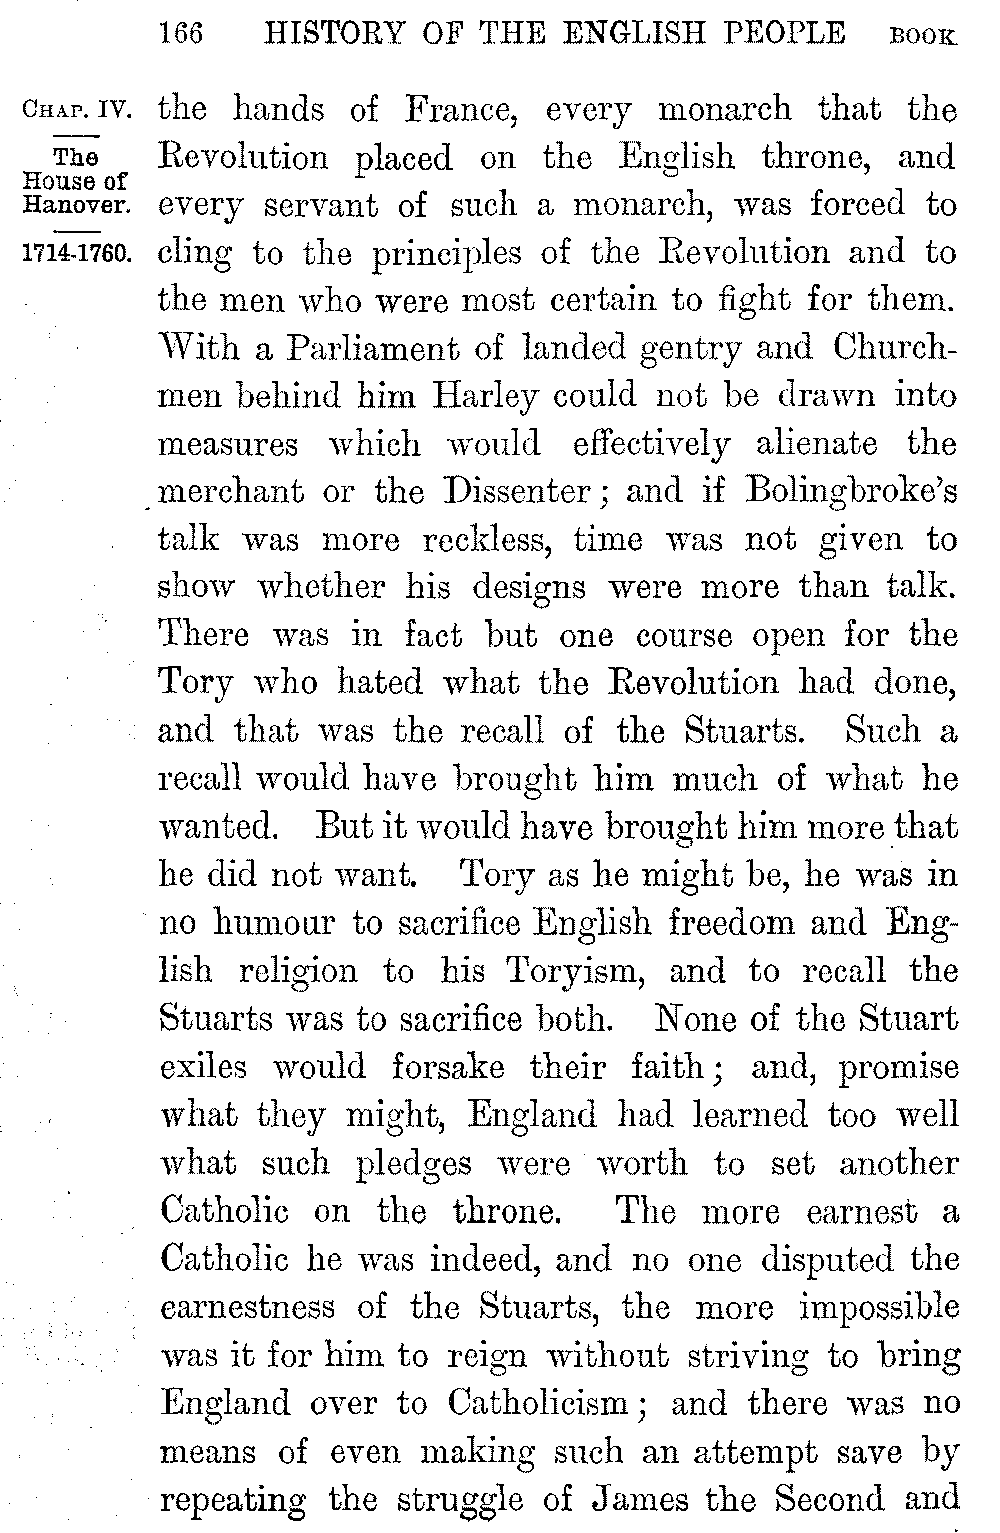 166 HISTORY OF THE ENGLISH PEOPLE BOOK
CHAP. IV.
The
House of
Hanover.
1714-1760.
the hands of France, every monarch that the
Revolution placed on the English throne, and
every servant of such a monarch, was forced to
cling to the principles of the Revolution and to
the men who were most certain to fight for them.
With a Parliament of landed gentry and Church-
men behind him Harley could not be drawn into
measures which would effectively alienate the
merchant or the Dissenter; and if Bolingbroke's
talk was more reckless, time was not given to
show whether his designs were more than talk.
There was in fact but one course open for the
Tory who hated what the Revolution had done,
and that was the recall of the Stuarts. Such a
recall would have brought him much of what he
wanted. But it would have brought him more that
he did not want. Tory as he might be, he was in
no humour to sacrifice English freedom and Eng-
lish religion to his Toryism, and to recall the
Stuarts was to sacrifice both. None of the Stuart
exiles would forsake their faith; and, promise
what they might, England had learned too well
what such pledges were worth to set another
Catholic on the throne. The more earnest a
Catholic he was indeed, and no one disputed the
earnestness of the Stuarts, the more impossible
was it for him to reign without striving to bring
England over to Catholicism; and there was no
means of even making such an attempt save by
repeating the struggle of James the Second and